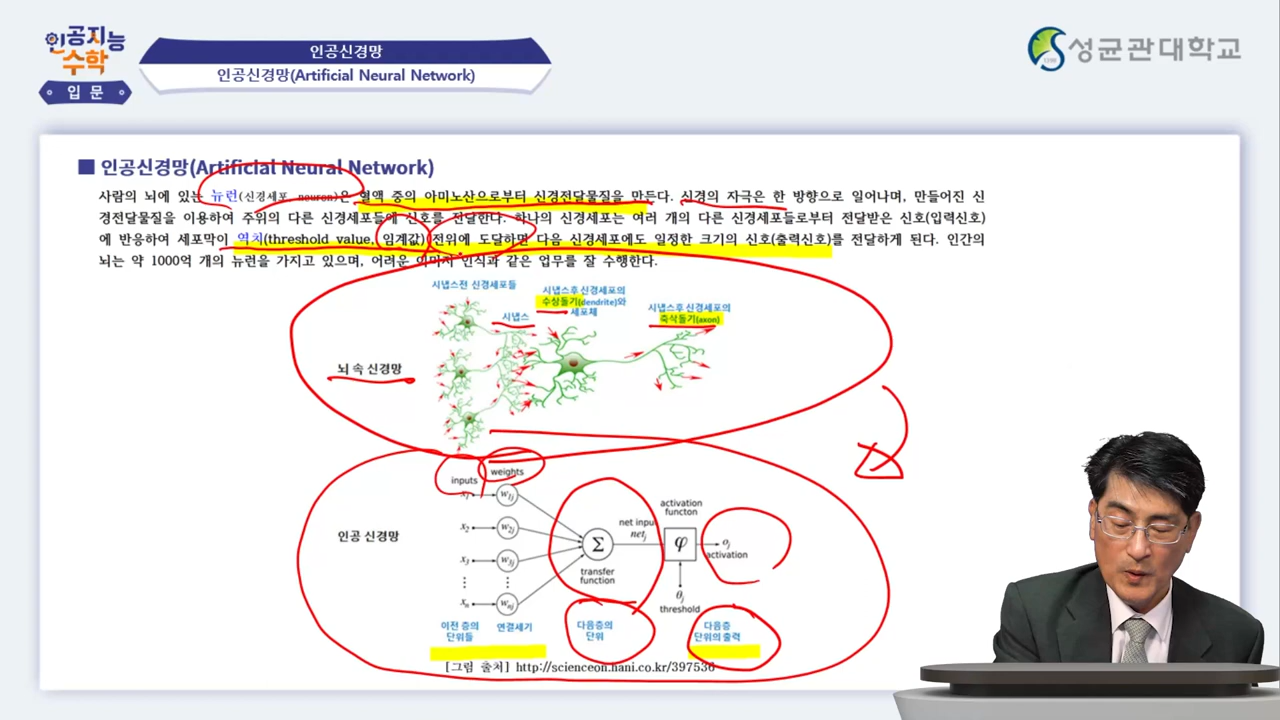 인공지능
수학
입문
인공신경망
인공신경망(Artificial Neural Network)
성균관대학교
1398
인공신경망(Artificial Neural Network)
사람의 뇌에 있는 뉴런(신경세포, neuron)은 혈액 중의 아미노산으로부터 신경전달물질을 만든다. 신경의 자극은 한 방향으로 일어나며, 만들어진 신
경전달물질을 이용하여 주위의 다른 신경세포들에 신호를 전달한다. 하나의 신경세포는 여러 개의 다른 신경세포들로부터 전달받은 신호(입력신호)
에 반응하여 세포막이 역치(threshold value, 임계값) 전위에 도달하면 다음 신경세포에도 일정한 크기의 신호(출력신호)를 전달하게 된다. 인간의
뇌는 약 1000억 개의 뉴런을 가지고 있으며, 어려운 이미지 인식과 같은 업무를 잘 수행한다.
시냅스전 신경세포들
시냅스
시냅스후 신경세포의
수상돌기(dendrite)와
세포체
시냅스후 신경세포의
축삭돌기(axon)
뇌 속 신경망
인공 신경망
inputs
weights
x1
w1j
x2
w2j
x3
w3j
⋮
⋮
xn
wnj
Σ
transfer
function
net input
netj
activation
functon
φ
oj
activation
θj
threshold
이전 층의
단위들
연결세기
다음층의
단위
다음층
단위의 출력
[그림 출처] http://scienceon.hani.co.kr/397536